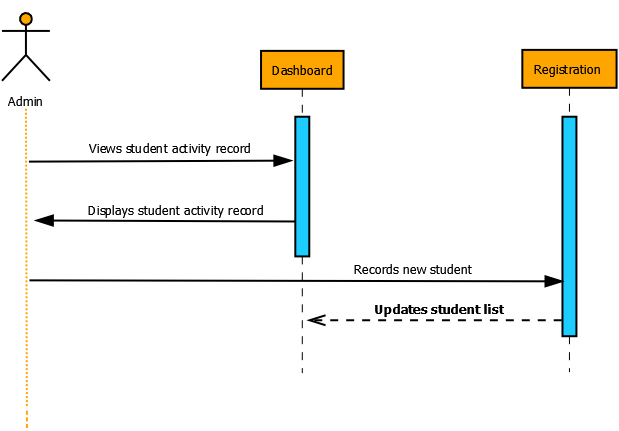 Dashboard
Registration
Admin
Views student activity record
Displays student activity record
Records new student
Updates student list